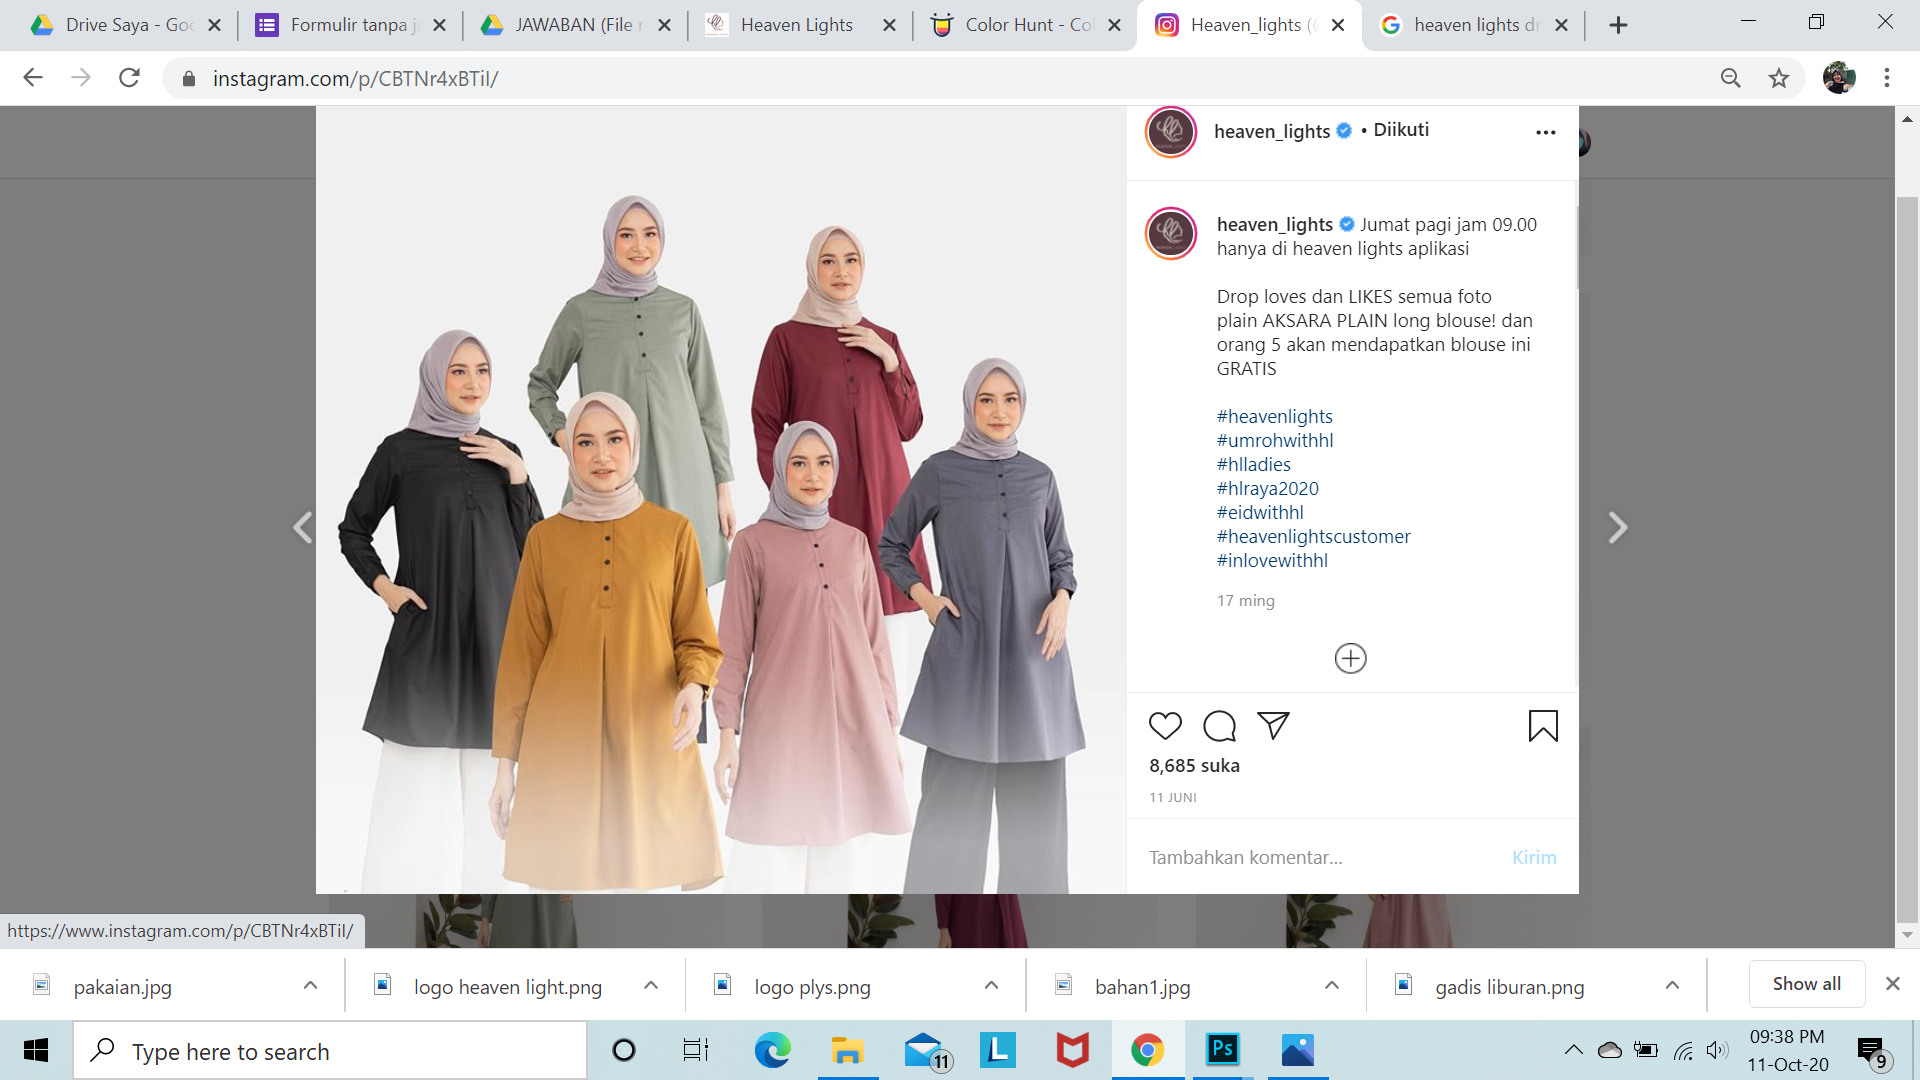 Drive Saya - Goo
Formulir tanpa j
JAWABAN (File r
Heaven Lights
Color Hunt - Co
Heaven_lights (
heaven lights dr
instagram.com/p/CBTNr4xBTiI/
heaven_lights • Diikuti
heaven_lights Jumat pagi jam 09.00
hanya di heaven lights aplikasi
Drop loves dan LIKES semua foto
plain AKSARA PLAIN long blouse! dan
orang 5 akan mendapatkan blouse ini
GRATIS
#heavenlights
#umrohwithhl
#hlladies
#hlraya2020
#eidwithhl
#heavenlightscustomer
#inlovewithhl
17 ming
8,685 suka
11 JUNI
Tambahkan komentar...
Kirim
https://www.instagram.com/p/CBTNr4xBTiI/
pakaian.jpg
logo heaven light.png
logo plys.png
bahan1.jpg
gadis liburan.png
Show all
Type here to search
11
L
Ps
09:38 PM
11-Oct-20
9